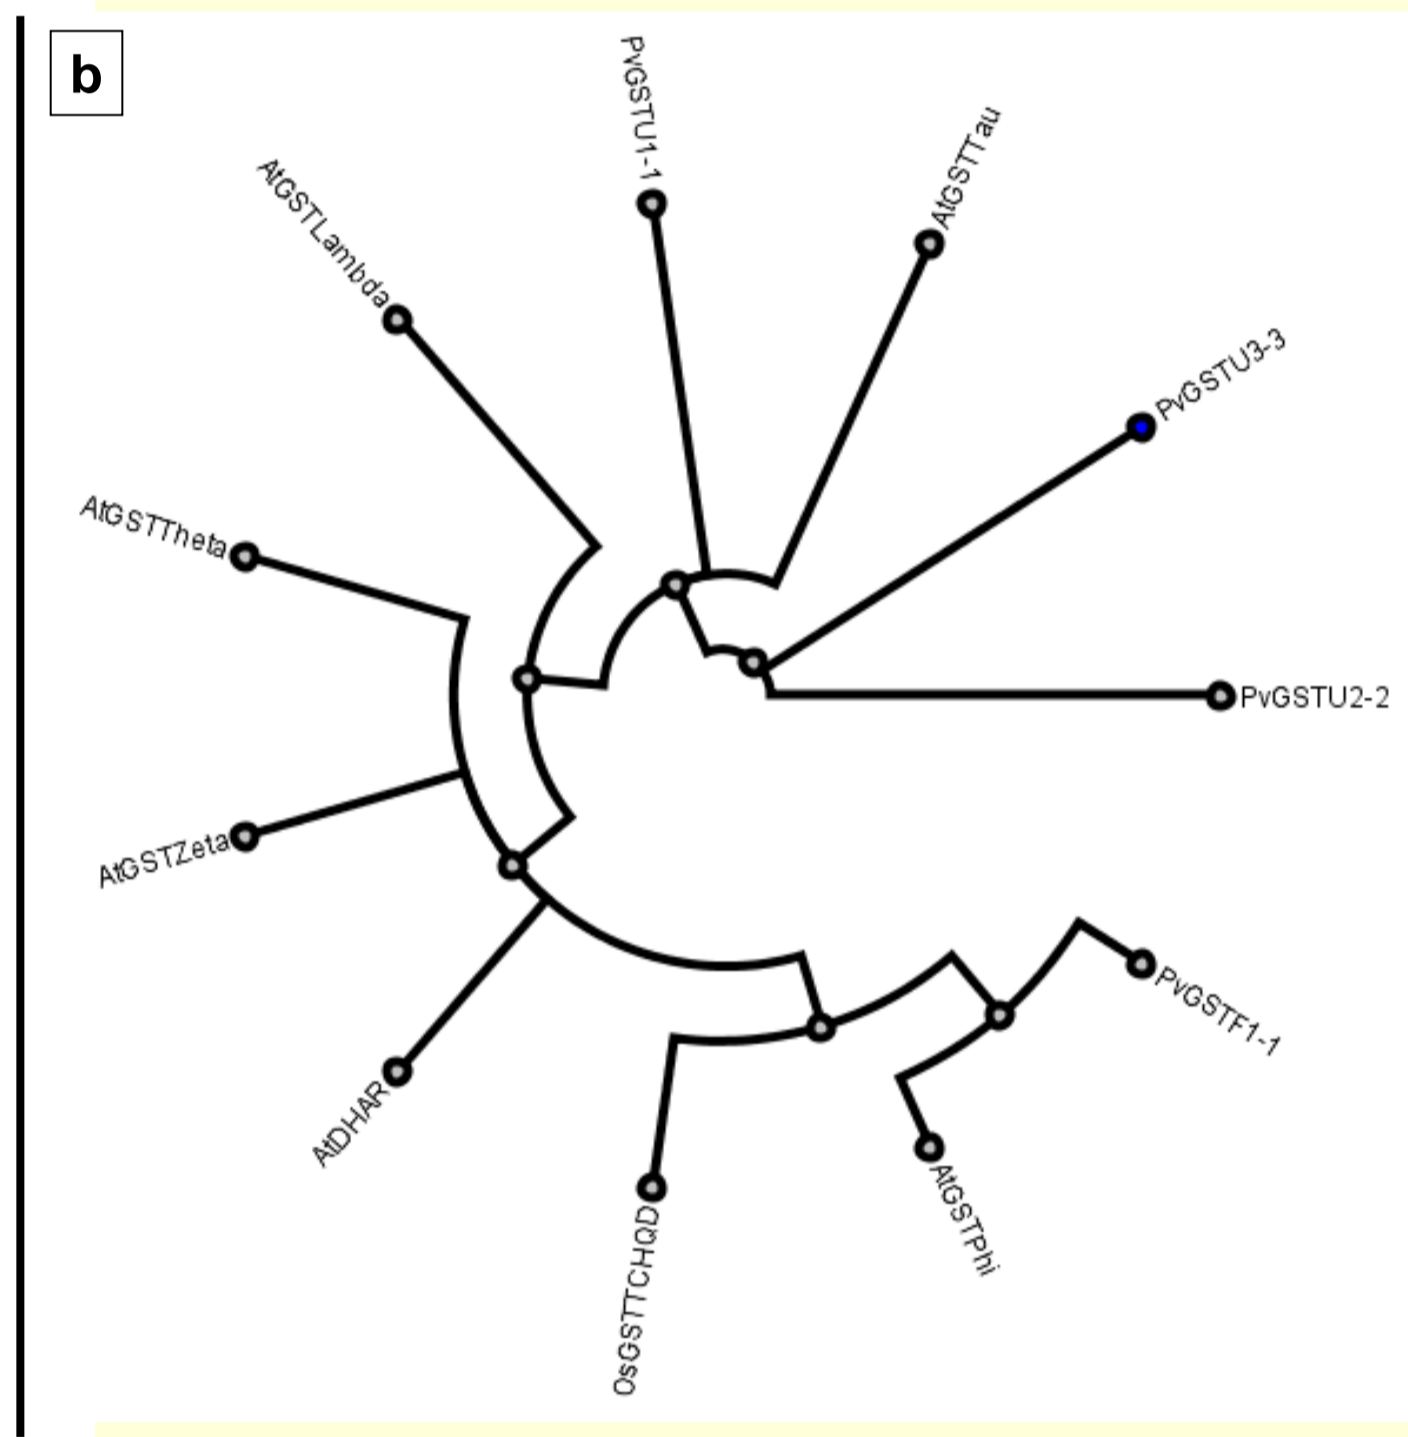 b
PvGSTU1-1
AtGSTTau
AtGSTLambda
PvGSTU3-3
AtGSTTheta
PvGSTU2-2
AtGSTZeta
PvGSTF1-1
AtDHAR
AtGSTPhi
OsGSTTCHQD